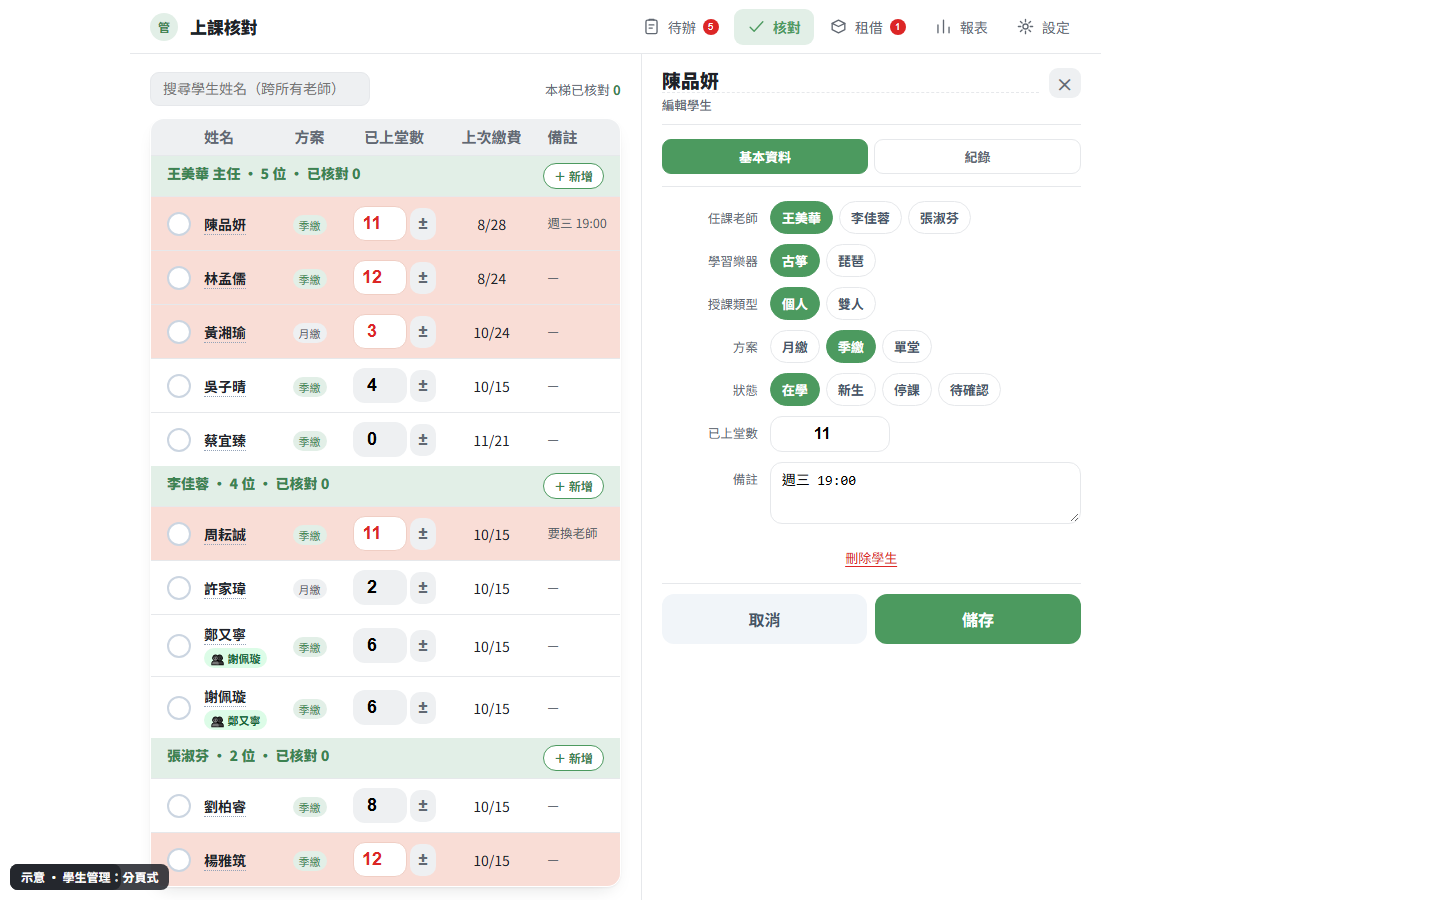 管 上課核對 待辦 5 核對 租借 1 報表 設定
搜尋學生姓名（跨所有老師） 本梯已核對 0
姓名 方案 已上堂數 上次繳費 備註
王美華 主任 • 5 位 • 已核對 0 + 新增
陳品妍 季繳 11 ± 8/28 週三 19:00
林孟儒 季繳 12 ± 8/24 —
黃湘瑜 月繳 3 ± 10/24 —
吳子晴 季繳 4 ± 10/15 —
蔡宜臻 季繳 0 ± 11/21 —
李佳蓉 • 4 位 • 已核對 0 + 新增
周耘誠 季繳 11 ± 10/15 要換老師
許家瑋 月繳 2 ± 10/15 —
鄭又寧 季繳 6 ± 10/15 —
👥 謝佩璇
謝佩璇 季繳 6 ± 10/15 —
👥 鄭又寧
張淑芬 • 2 位 • 已核對 0 + 新增
劉柏睿 季繳 8 ± 10/15 —
楊雅筑 季繳 12 ± 10/15 —
陳品妍 ×
編輯學生
基本資料 紀錄
任課老師 王美華 李佳蓉 張淑芬
學習樂器 古箏 琵琶
授課類型 個人 雙人
方案 月繳 季繳 單堂
狀態 在學 新生 停課 待確認
已上堂數 11
備註 週三 19:00
刪除學生
取消 儲存
示意 • 學生管理：分頁式